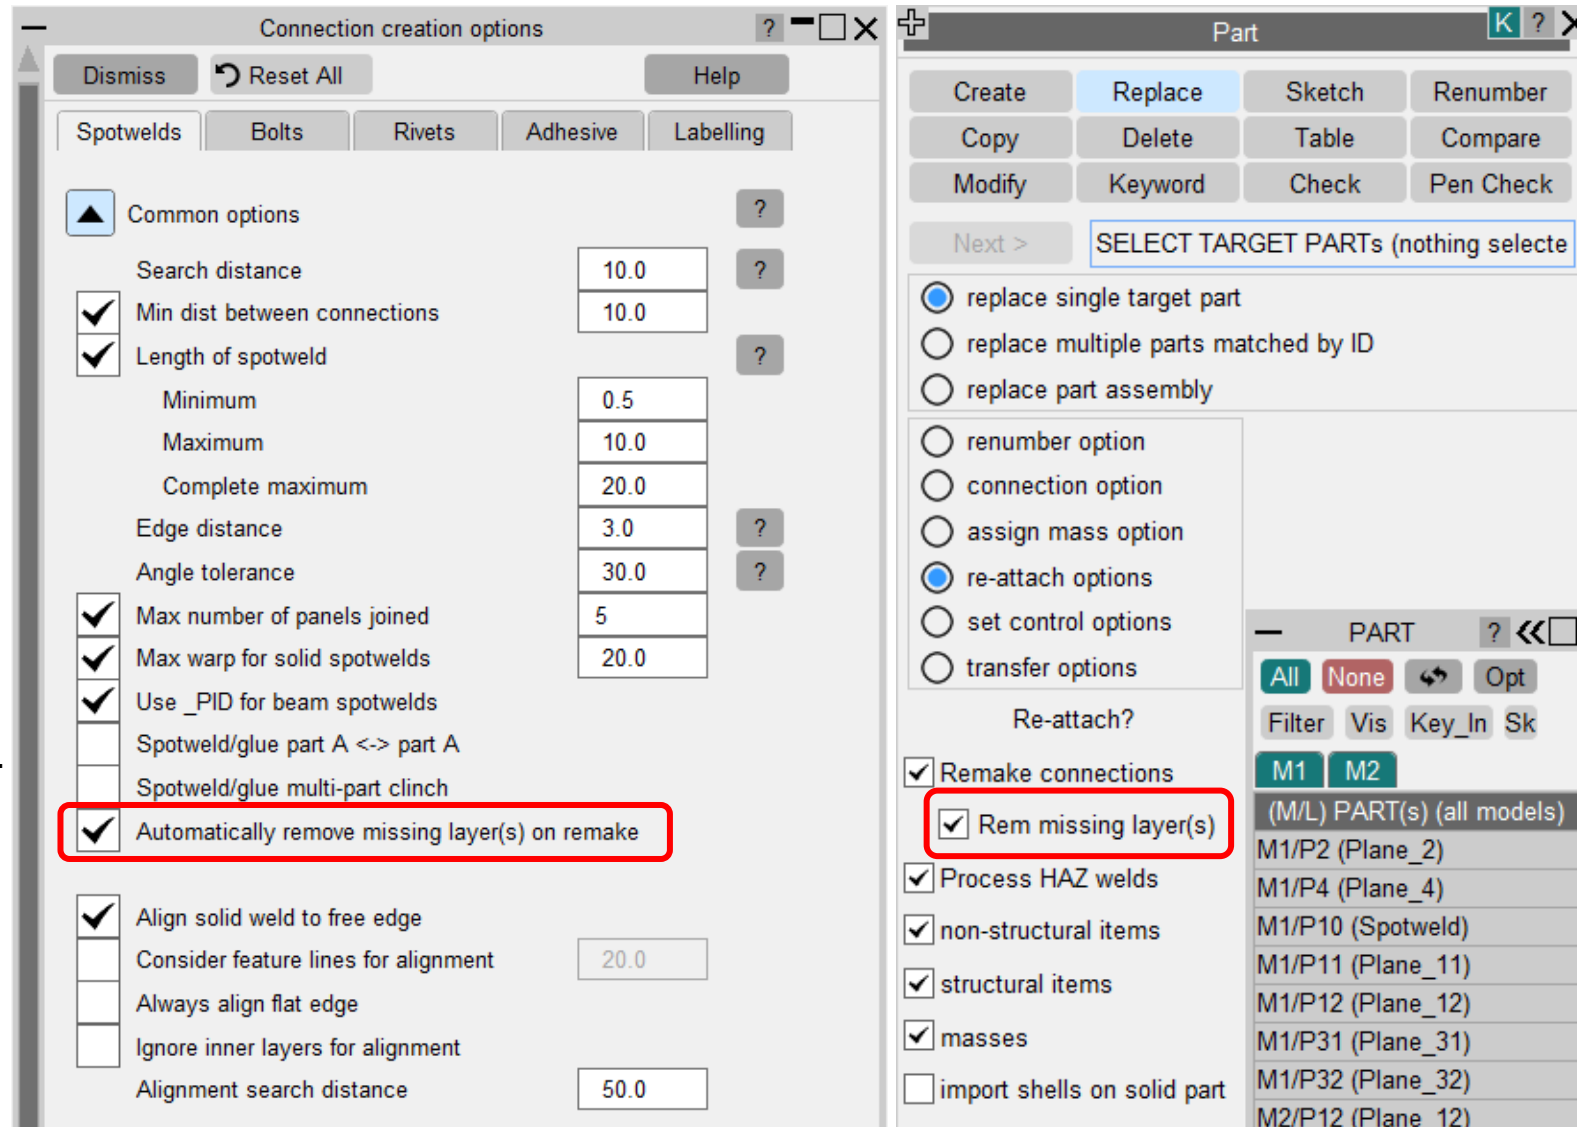 Connection creation options ?
Dismiss Reset All Help
Spotwelds Bolts Rivets Adhesive Labelling
Common options ?
Search distance 10.0 ?
Min dist between connections 10.0
Length of spotweld ?
Minimum 0.5
Maximum 10.0
Complete maximum 20.0
Edge distance 3.0 ?
Angle tolerance 30.0 ?
Max number of panels joined 5
Max warp for solid spotwelds 20.0
Use _PID for beam spotwelds
Spotweld/glue part A <-> part A
Spotweld/glue multi-part clinch
Automatically remove missing layer(s) on remake
Align solid weld to free edge
Consider feature lines for alignment 20.0
Always align flat edge
Ignore inner layers for alignment
Alignment search distance 50.0
Part K ?
Create Replace Sketch Renumber
Copy Delete Table Compare
Modify Keyword Check Pen Check
Next > SELECT TARGET PARTs (nothing selecte
replace single target part
replace multiple parts matched by ID
replace part assembly
renumber option
connection option
assign mass option
re-attach options
set control options
transfer options
Re-attach?
Remake connections
Rem missing layer(s)
Process HAZ welds
non-structural items
structural items
masses
import shells on solid part
PART ?
All None Opt
Filter Vis Key_In Sk
M1 M2
(M/L) PART(s) (all models)
M1/P2 (Plane_2)
M1/P4 (Plane_4)
M1/P10 (Spotweld)
M1/P11 (Plane_11)
M1/P12 (Plane_12)
M1/P31 (Plane_31)
M1/P32 (Plane_32)
M2/P12 (Plane_12)